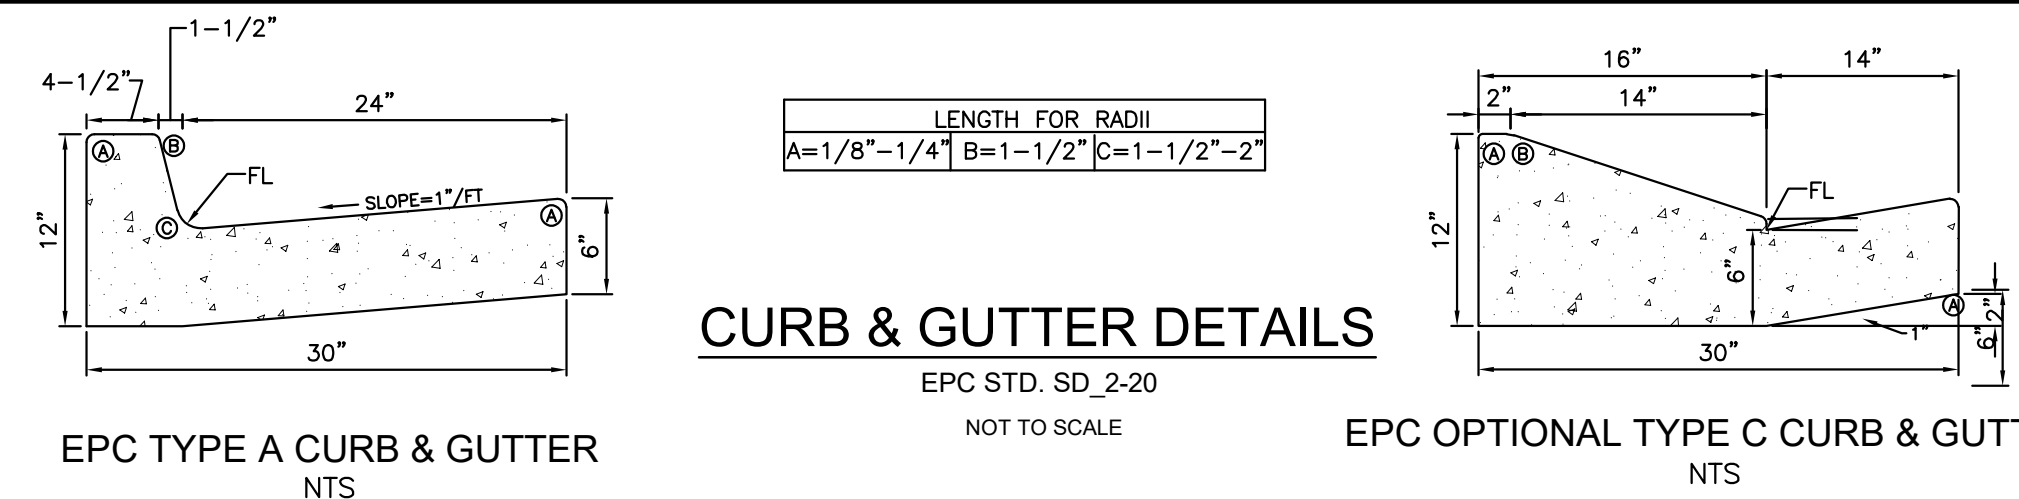 1-1/2"
4-1/2"
24"
A
B
FL
SLOPE=1"/FT
A
C
12"
6"
30"
EPC TYPE A CURB & GUTTER
NTS
LENGTH FOR RADII
A=1/8"-1/4" B=1-1/2" C=1-1/2"-2"
CURB & GUTTER DETAILS
EPC STD. SD_2-20
NOT TO SCALE
16" 14"
2" 14"
A B
FL
12"
6"
A
2"
1"
6"
30"
EPC OPTIONAL TYPE C CURB & GUTT
NTS